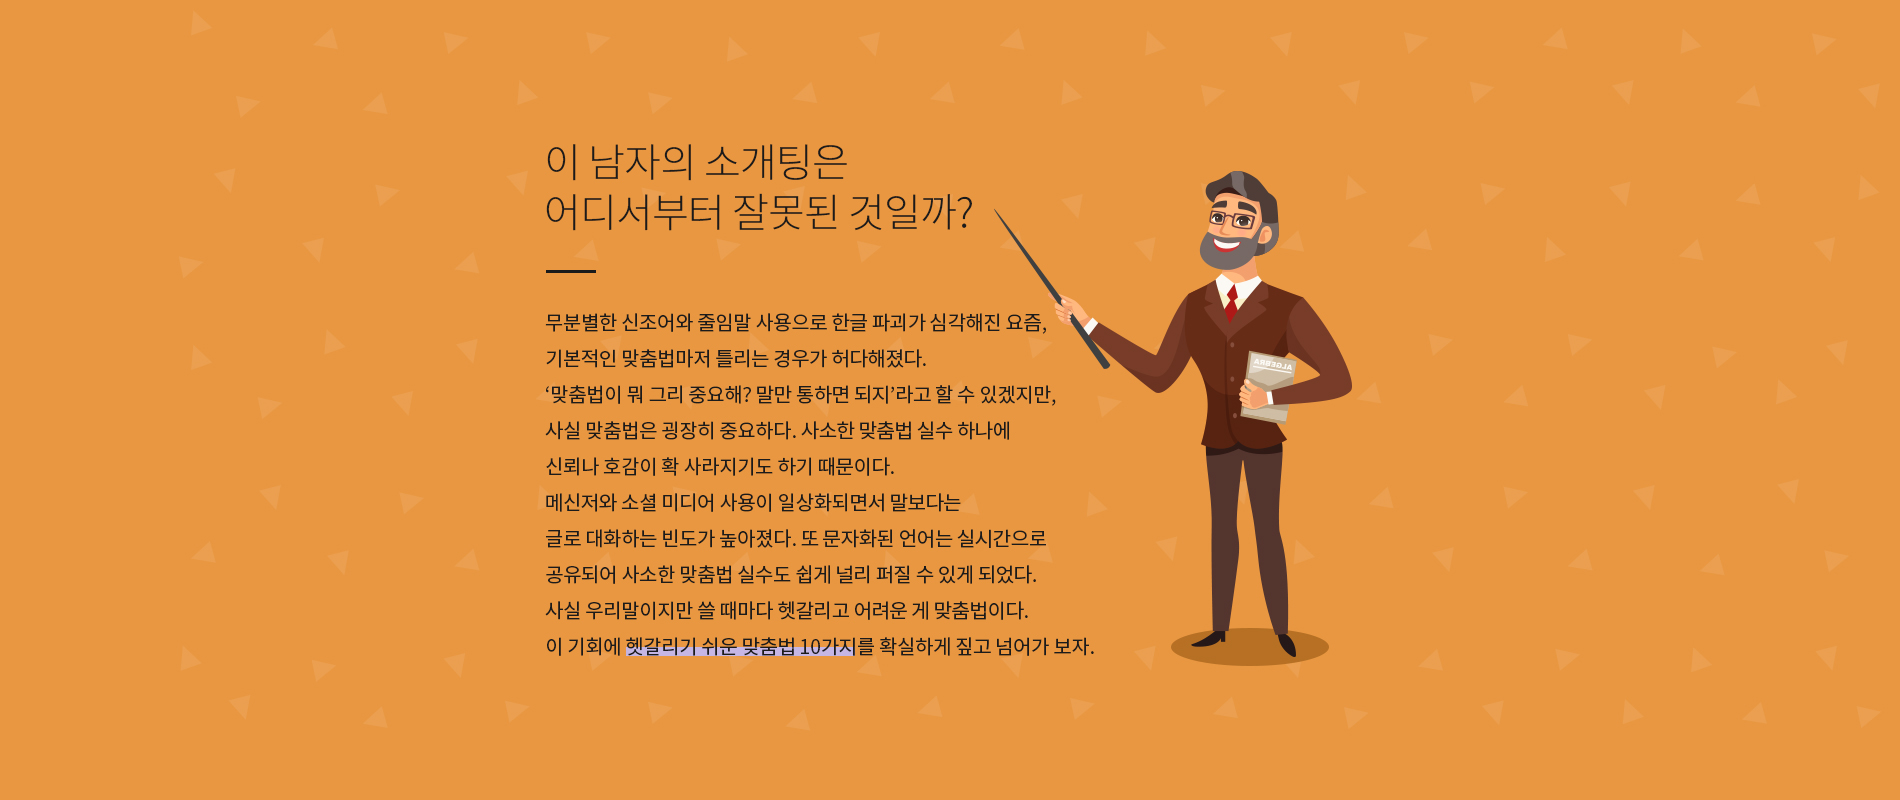 이 남자의 소개팅은
어디서부터 잘못된 것일까?
무분별한 신조어와 줄임말 사용으로 한글 파괴가 심각해진 요즘,
기본적인 맞춤법마저 틀리는 경우가 허다해졌다.
‘맞춤법이 뭐 그리 중요해? 말만 통하면 되지’라고 할 수 있겠지만,
사실 맞춤법은 굉장히 중요하다. 사소한 맞춤법 실수 하나에
신뢰나 호감이 확 사라지기도 하기 때문이다.
메신저와 소셜 미디어 사용이 일상화되면서 말보다는
글로 대화하는 빈도가 높아졌다. 또 문자화된 언어는 실시간으로
공유되어 사소한 맞춤법 실수도 쉽게 널리 퍼질 수 있게 되었다.
사실 우리말이지만 쓸 때마다 헷갈리고 어려운 게 맞춤법이다.
이 기회에 헷갈리기 쉬운 맞춤법 10가지를 확실하게 짚고 넘어가 보자.
ALGEBRA